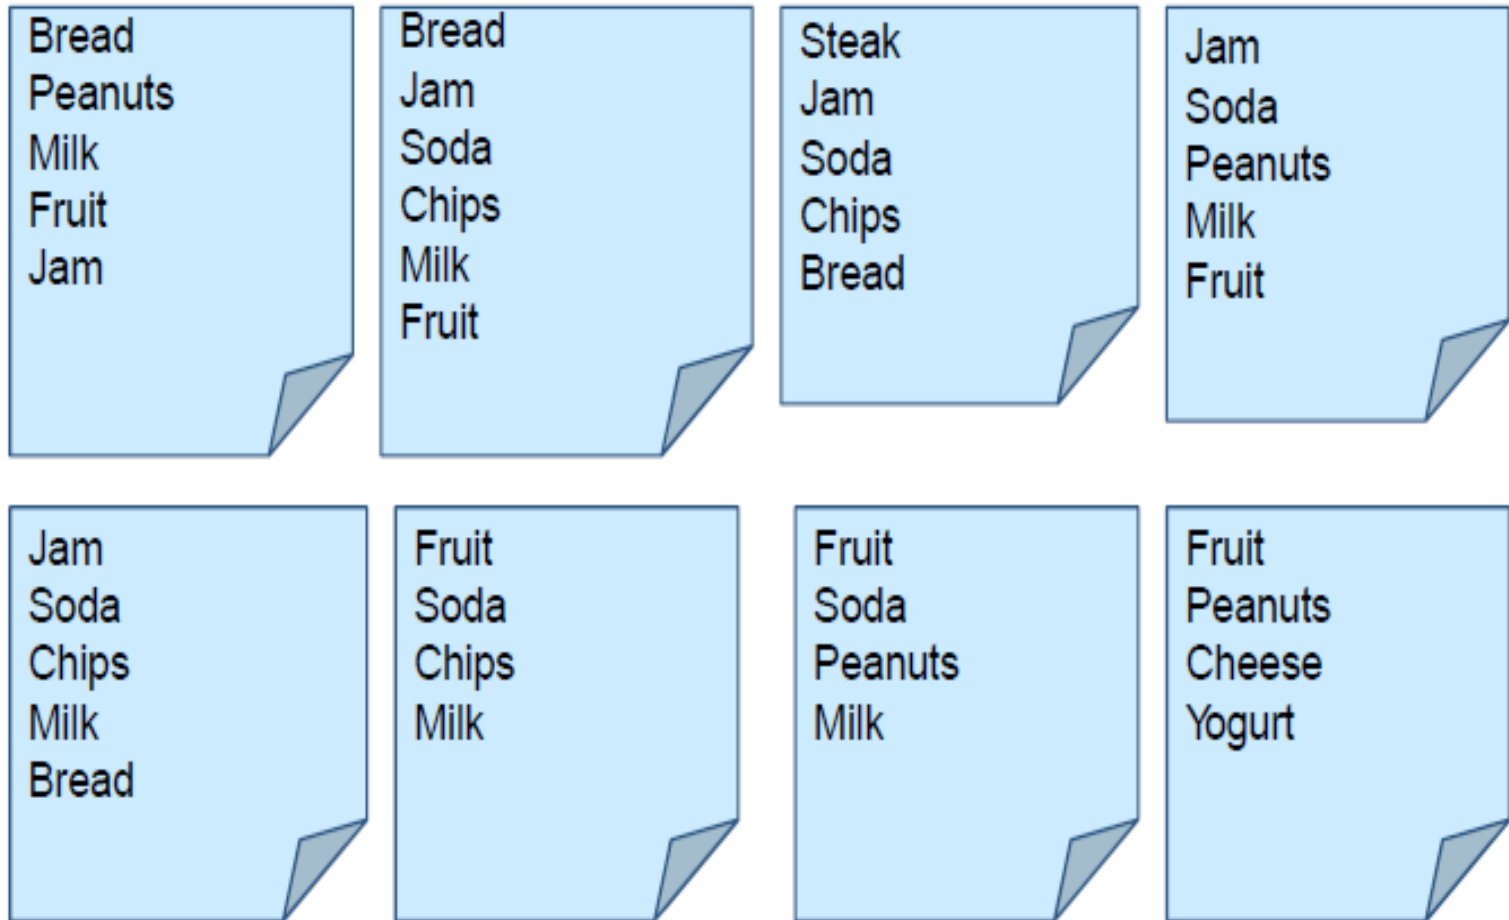 Bread
Peanuts
Milk
Fruit
Jam
Bread
Jam
Soda
Chips
Milk
Fruit
Steak
Jam
Soda
Chips
Bread
Jam
Soda
Peanuts
Milk
Fruit
Jam
Soda
Chips
Milk
Bread
Fruit
Soda
Chips
Milk
Fruit
Soda
Peanuts
Milk
Fruit
Peanuts
Cheese
Yogurt